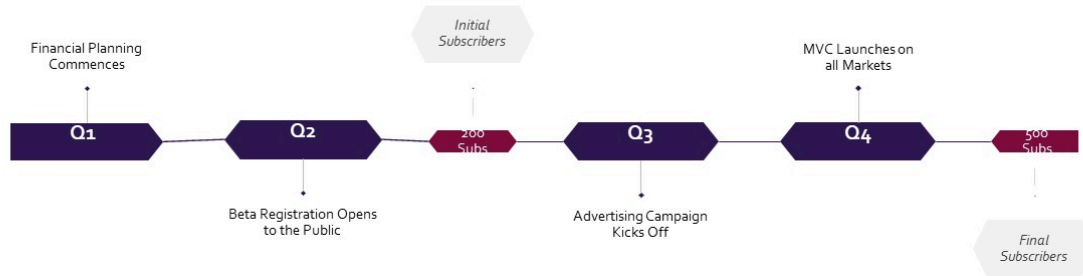 Initial
Subscribers
Financial Planning
Commences
MVC Launches on
all Markets
Q1
Q2
200
Subs
Q3
Q4
500
Subs
Beta Registration Opens
to the Public
Advertising Campaign
Kicks Off
Final
Subscribers